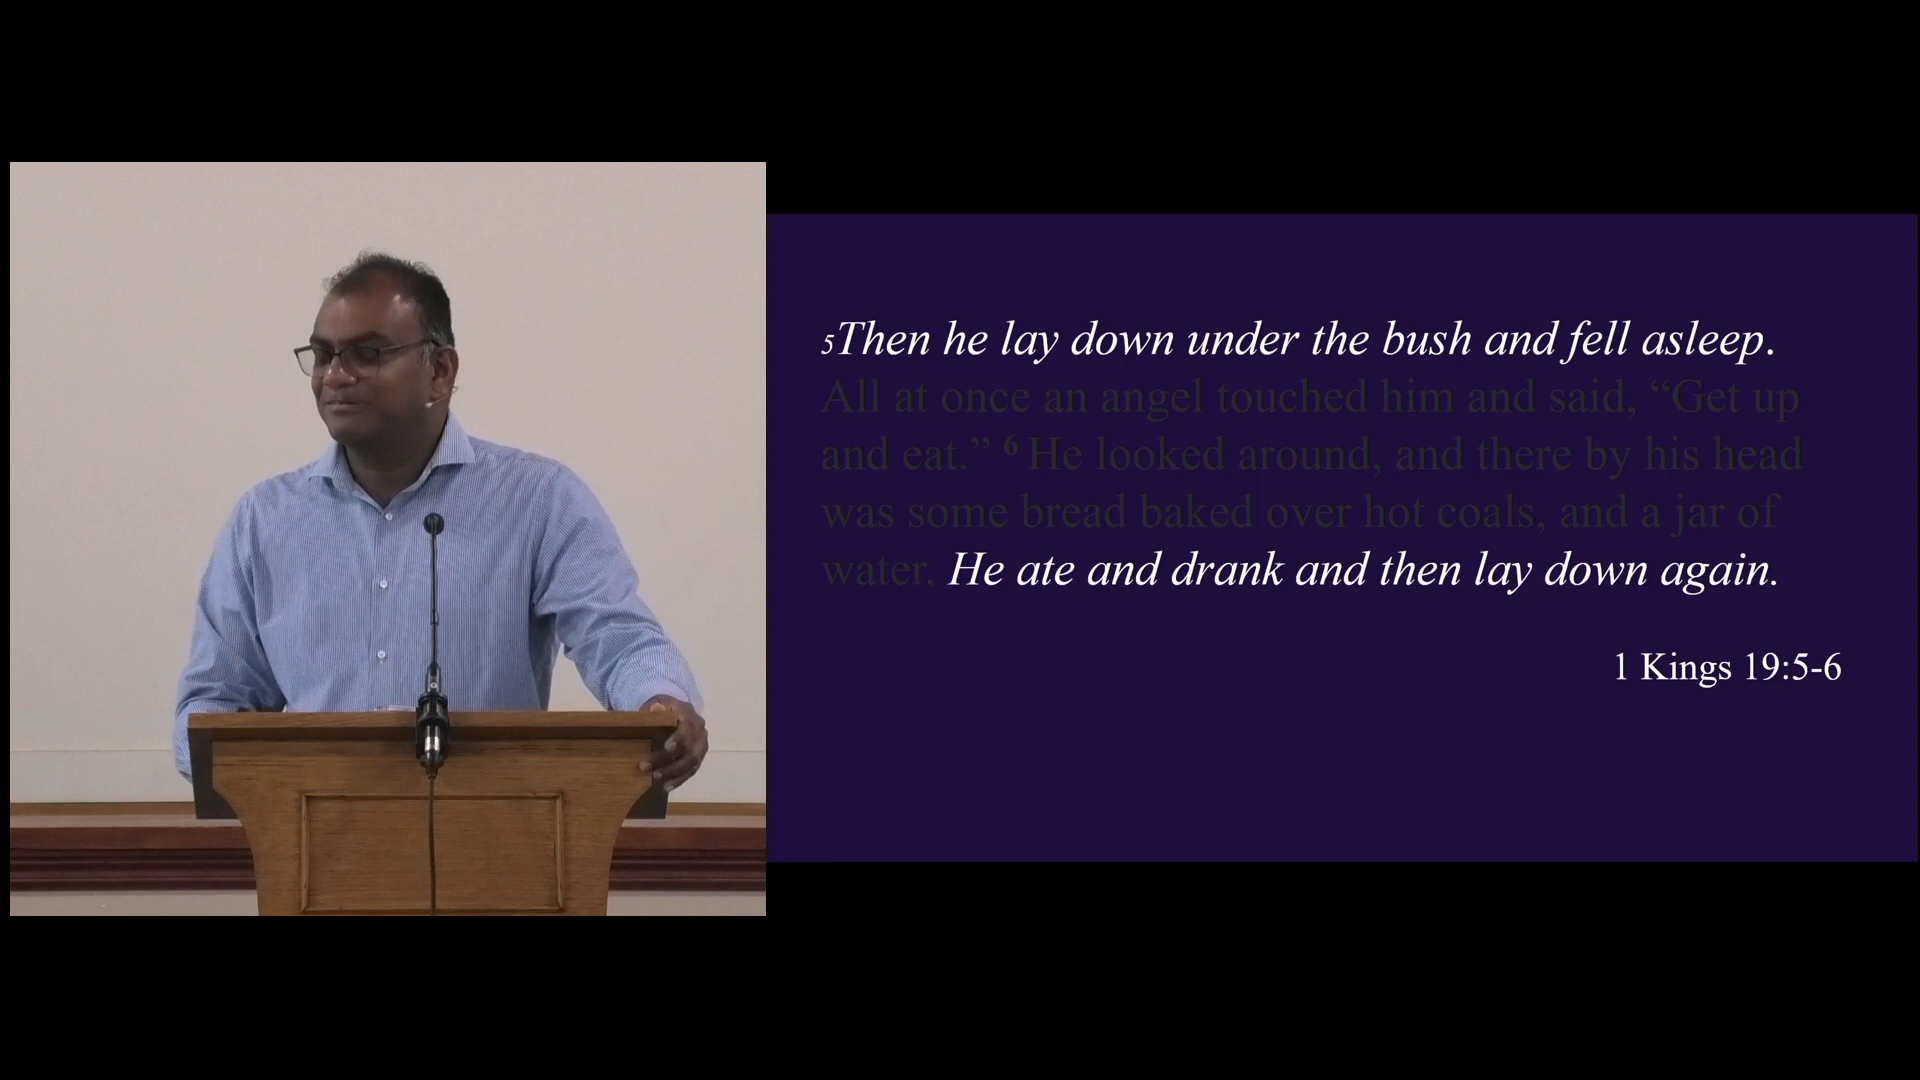 5Then he lay down under the bush and fell asleep.
All at once an angel touched him and said, “Get up
and eat.” 6 He looked around, and there by his head
was some bread baked over hot coals, and a jar of
water. He ate and drank and then lay down again.
1 Kings 19:5-6